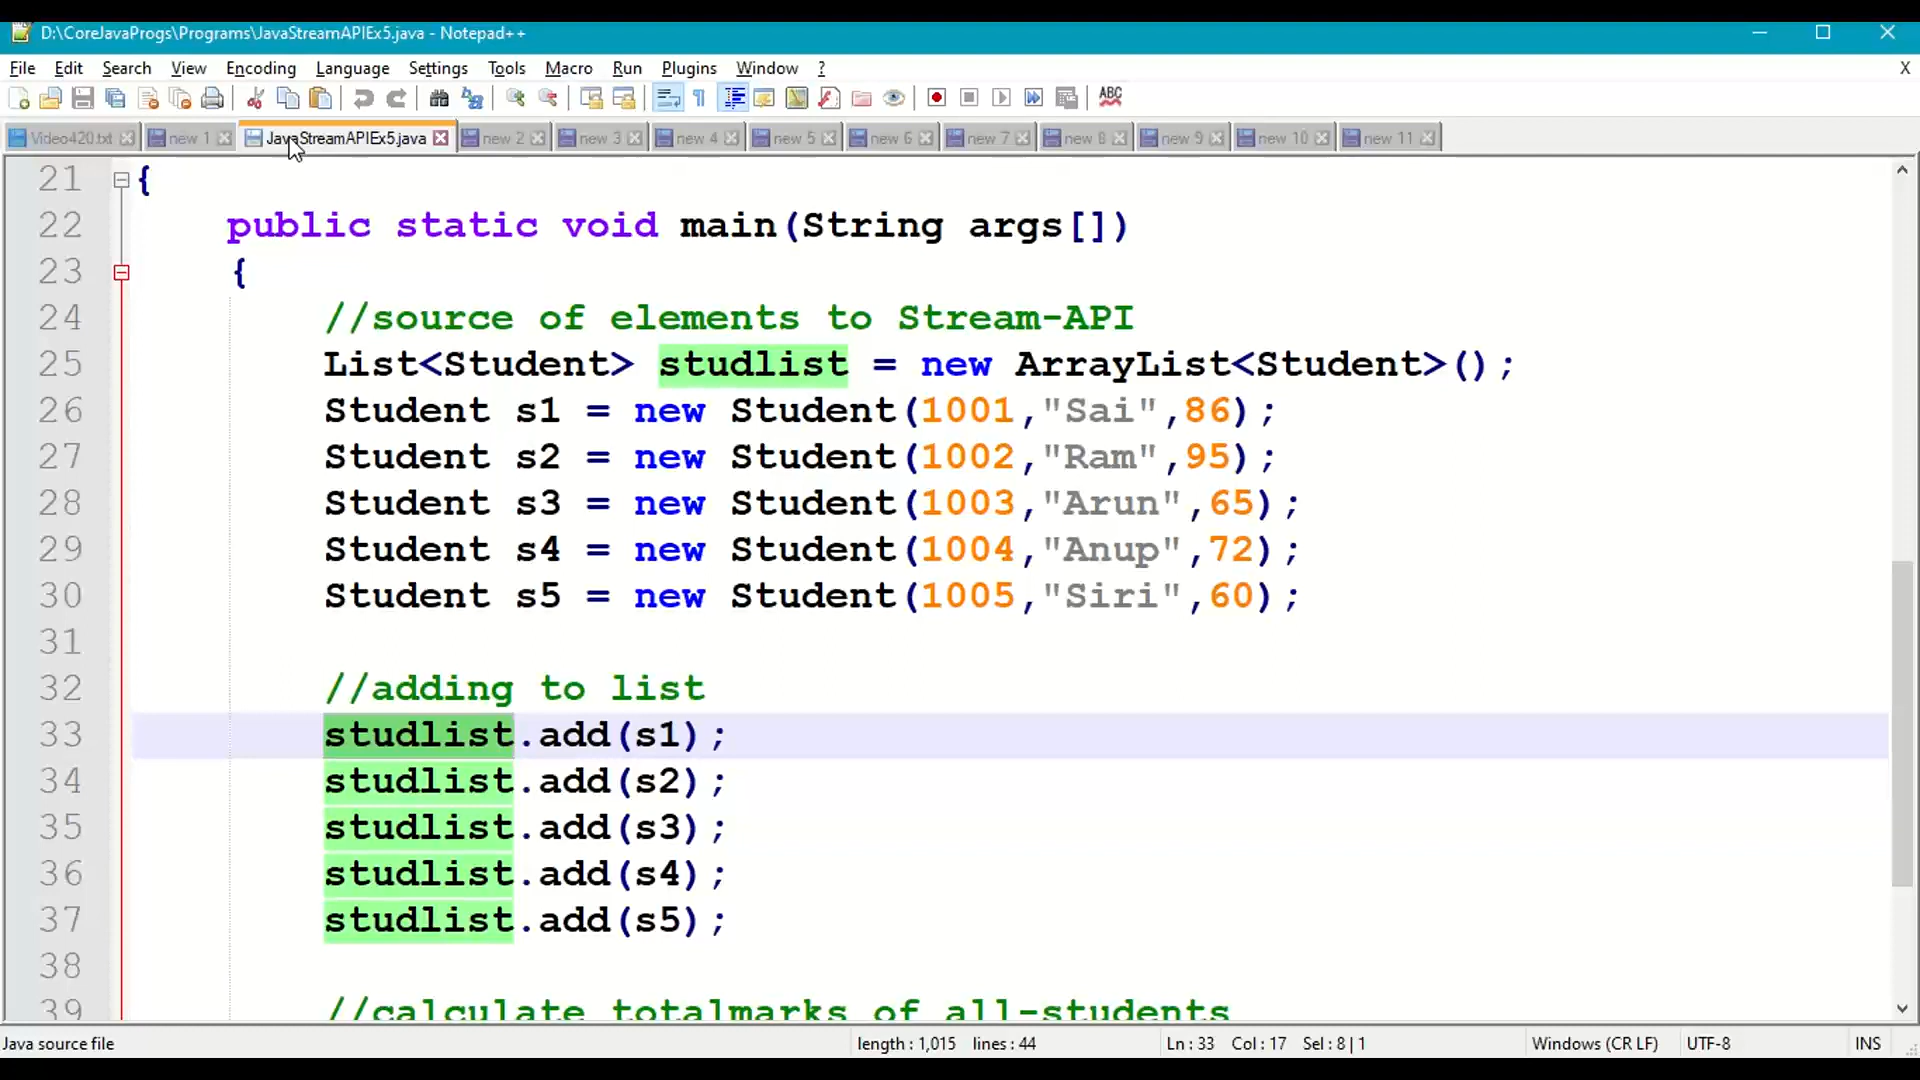 D:\CoreJavaProgs\Programs\JavaStreamAPIEx5.java - Notepad++
File Edit Search View Encoding Language Settings Tools Macro Run Plugins Window ? X
ABC
Video420.txt new 1 JavaStreamAPIEx5.java new 2 new 3 new 4 new 5 new 6 new 7 new 8 new 9 new 10 new 11
21 {
22 public static void main(String args[])
23 {
24 //source of elements to Stream-API
25 List<Student> studlist = new ArrayList<Student>();
26 Student s1 = new Student(1001,"Sai",86);
27 Student s2 = new Student(1002,"Ram",95);
28 Student s3 = new Student(1003,"Arun",65);
29 Student s4 = new Student(1004,"Anup",72);
30 Student s5 = new Student(1005,"Siri",60);
31
32 //adding to list
33 studlist.add(s1);
34 studlist.add(s2);
35 studlist.add(s3);
36 studlist.add(s4);
37 studlist.add(s5);
38
39 //calculate totalmarks of all-students
Java source file length : 1,015 lines : 44 Ln : 33 Col : 17 Sel : 8 | 1 Windows (CR LF) UTF-8 INS